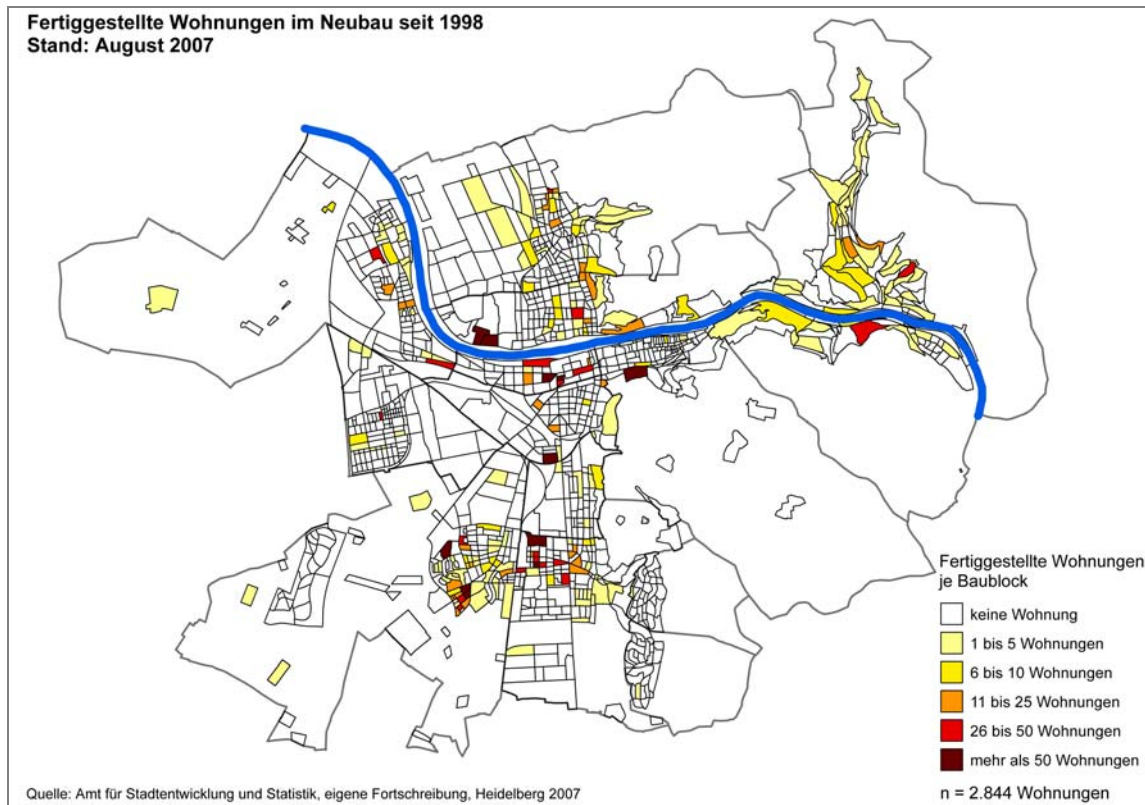 Fertiggestellte Wohnungen im Neubau seit 1998
Stand: August 2007
Fertiggestellte Wohnungen
je Baublock
keine Wohnung
1 bis 5 Wohnungen
6 bis 10 Wohnungen
11 bis 25 Wohnungen
26 bis 50 Wohnungen
mehr als 50 Wohnungen
n = 2.844 Wohnungen
Quelle: Amt für Stadtentwicklung und Statistik, eigene Fortschreibung, Heidelberg 2007